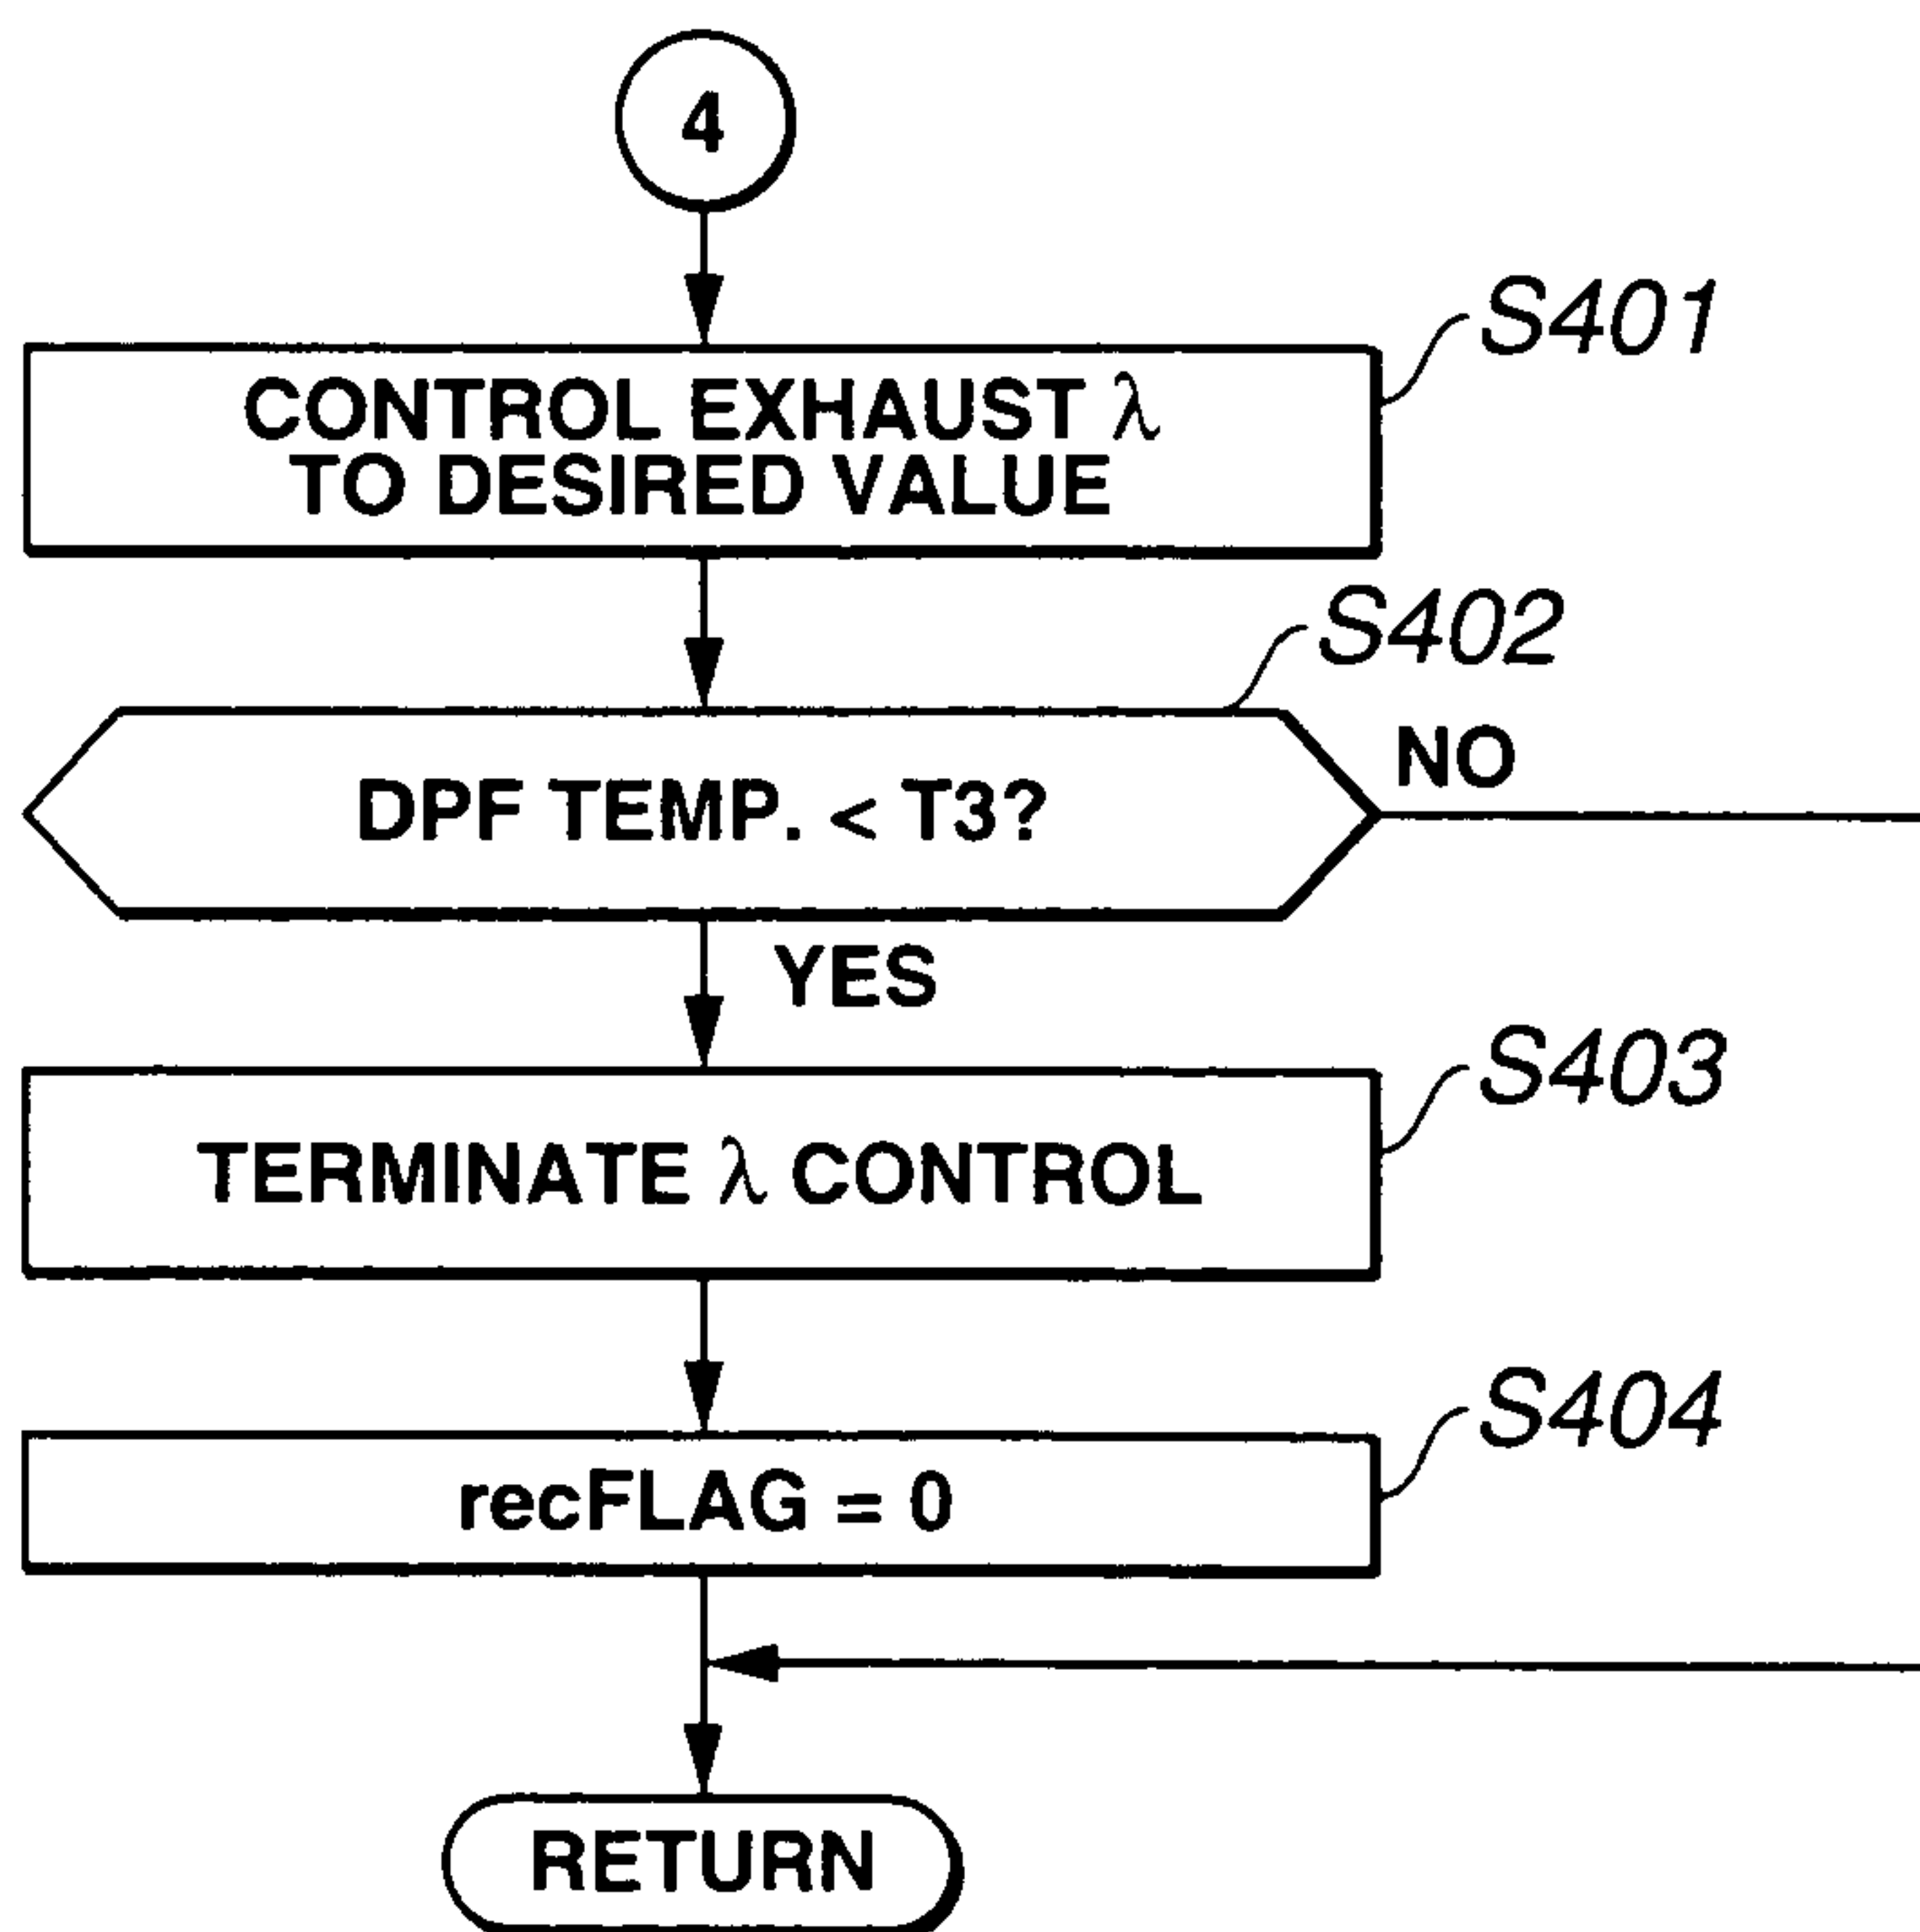 4
S401
CONTROL EXHAUST λ
TO DESIRED VALUE
S402
DPF TEMP. < T3?
NO
YES
S403
TERMINATE λ CONTROL
S404
recFLAG = 0
RETURN